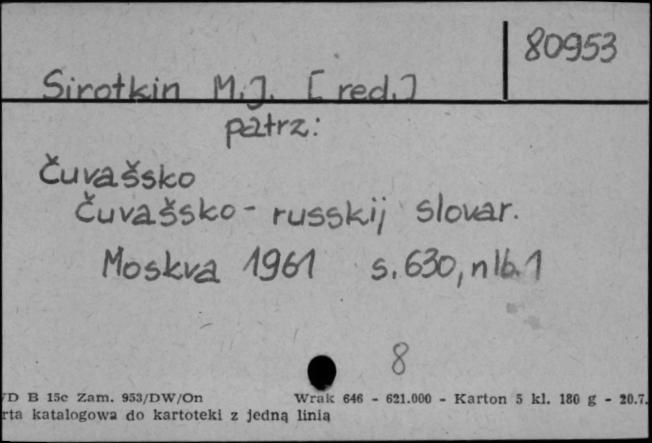 80953
Sirotkin M.J. [red.]
patrz:
Čuvašsko
Čuvašsko-russkij slovar.
Moskva 1961 s.630, nlb.1
8
/D B 15c Zam. 953/DW/On Wrak 646 - 621.000 - Karton 5 kl. 180 g - 20.7.
rta katalogowa do kartoteki z jedną linią